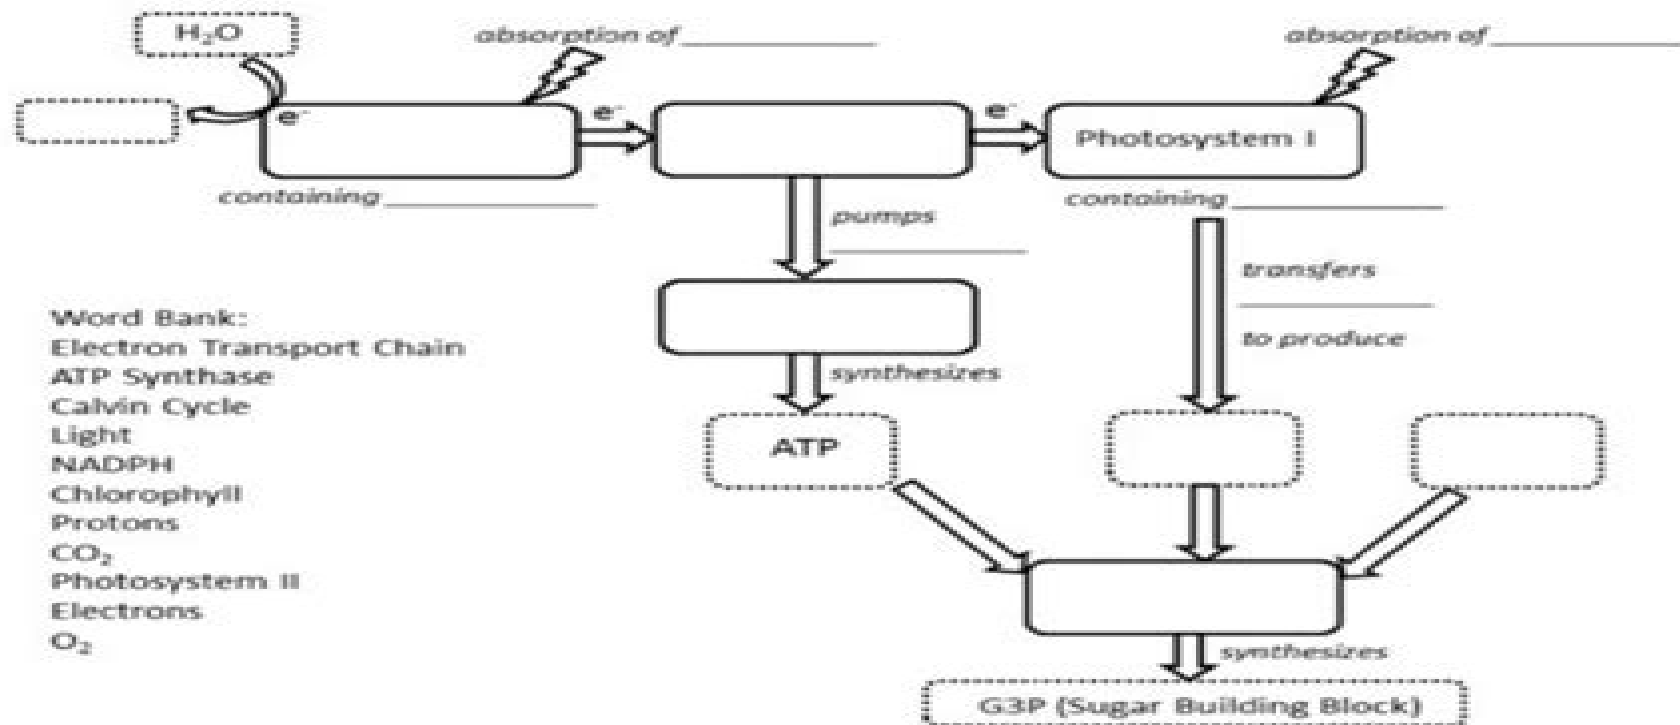 H₂O
absorption of
absorption of
e⁻
e⁻
e⁻
Photosystem I
containing
containing
pumps
transfers
to produce
Word Bank:
Electron Transport Chain
ATP Synthase
Calvin Cycle
Light
NADPH
Chlorophyll
Protons
CO₂
Photosystem II
Electrons
O₂
synthesizes
ATP
synthesizes
G3P (Sugar Building Block)